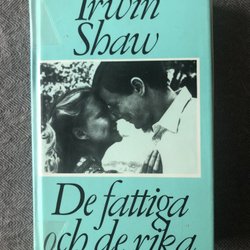 Irwin
Shaw
De fattiga
och de rika